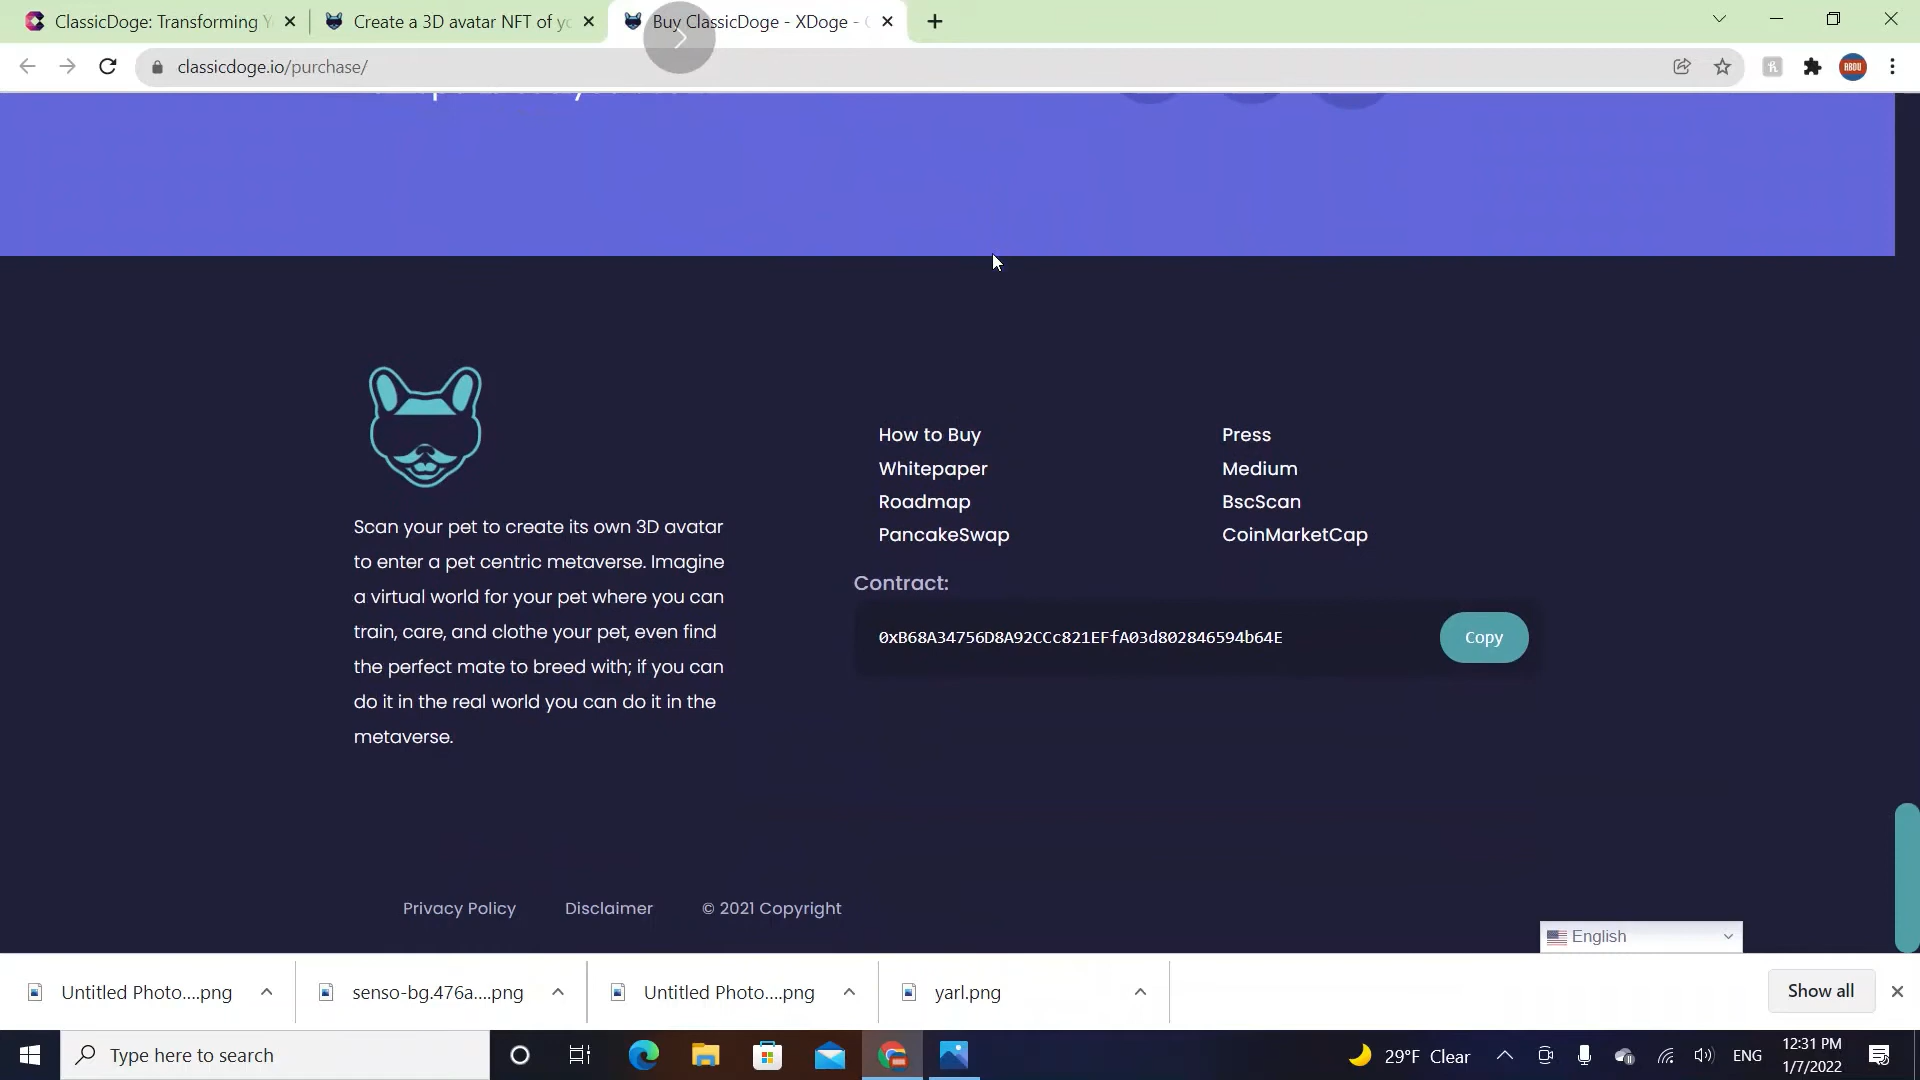 ClassicDoge: Transforming Y
Create a 3D avatar NFT of yo
Buy ClassicDoge - XDoge - C
classicdoge.io/purchase/
ABDU
How to Buy
Press
Whitepaper
Medium
Roadmap
BscScan
PancakeSwap
CoinMarketCap
Scan your pet to create its own 3D avatar
to enter a pet centric metaverse. Imagine
a virtual world for your pet where you can
train, care, and clothe your pet, even find
the perfect mate to breed with; if you can
do it in the real world you can do it in the
metaverse.
Contract:
0xB68A34756D8A92CCc821EFfA03d802846594b64E
Copy
Privacy Policy
Disclaimer
© 2021 Copyright
English
Untitled Photo....png
senso-bg.476a....png
Untitled Photo....png
yarl.png
Show all
Type here to search
29°F Clear
ENG
12:31 PM
1/7/2022